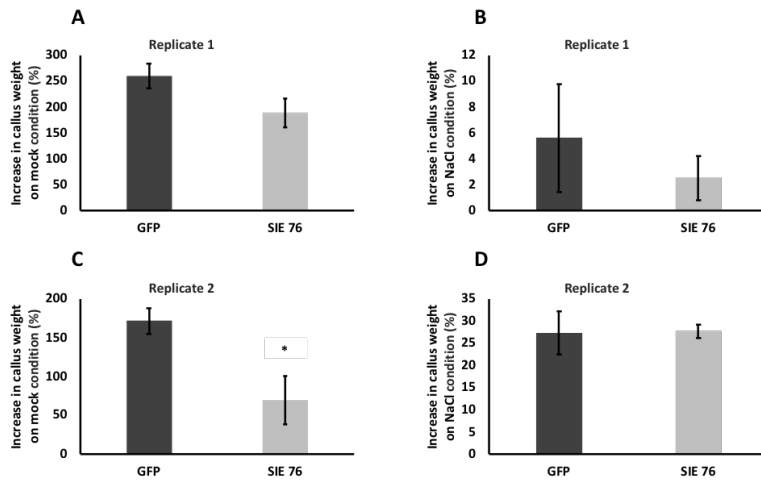 A
Replicate 1
Increase in callus weight
on mock condition (%)
300
250
200
150
100
50
0
GFP
SIE 76
B
Replicate 1
Increase in callus weight
on NaCl condition (%)
12
10
8
6
4
2
0
GFP
SIE 76
C
Replicate 2
Increase in callus weight
on mock condition (%)
200
150
100
50
0
*
GFP
SIE 76
D
Replicate 2
Increase in callus weight
on NaCl condition (%)
35
30
25
20
15
10
5
0
GFP
SIE 76